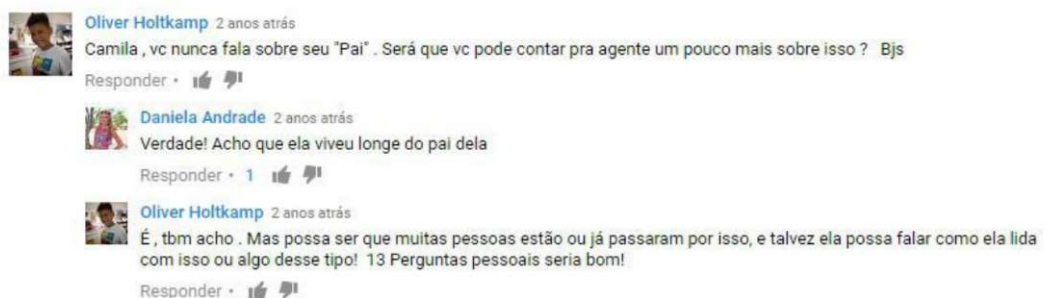 Oliver Holtkamp 2 anos atrás
Camila , vc nunca fala sobre seu "Pai" . Será que vc pode contar pra agente um pouco mais sobre isso ? Bjs
Responder •
Daniela Andrade 2 anos atrás
Verdade! Acho que ela viveu longe do pai dela
Responder • 1
Oliver Holtkamp 2 anos atrás
É , tbm acho . Mas possa ser que muitas pessoas estão ou já passaram por isso, e talvez ela possa falar como ela lida
com isso ou algo desse tipo! 13 Perguntas pessoais seria bom!
Responder •